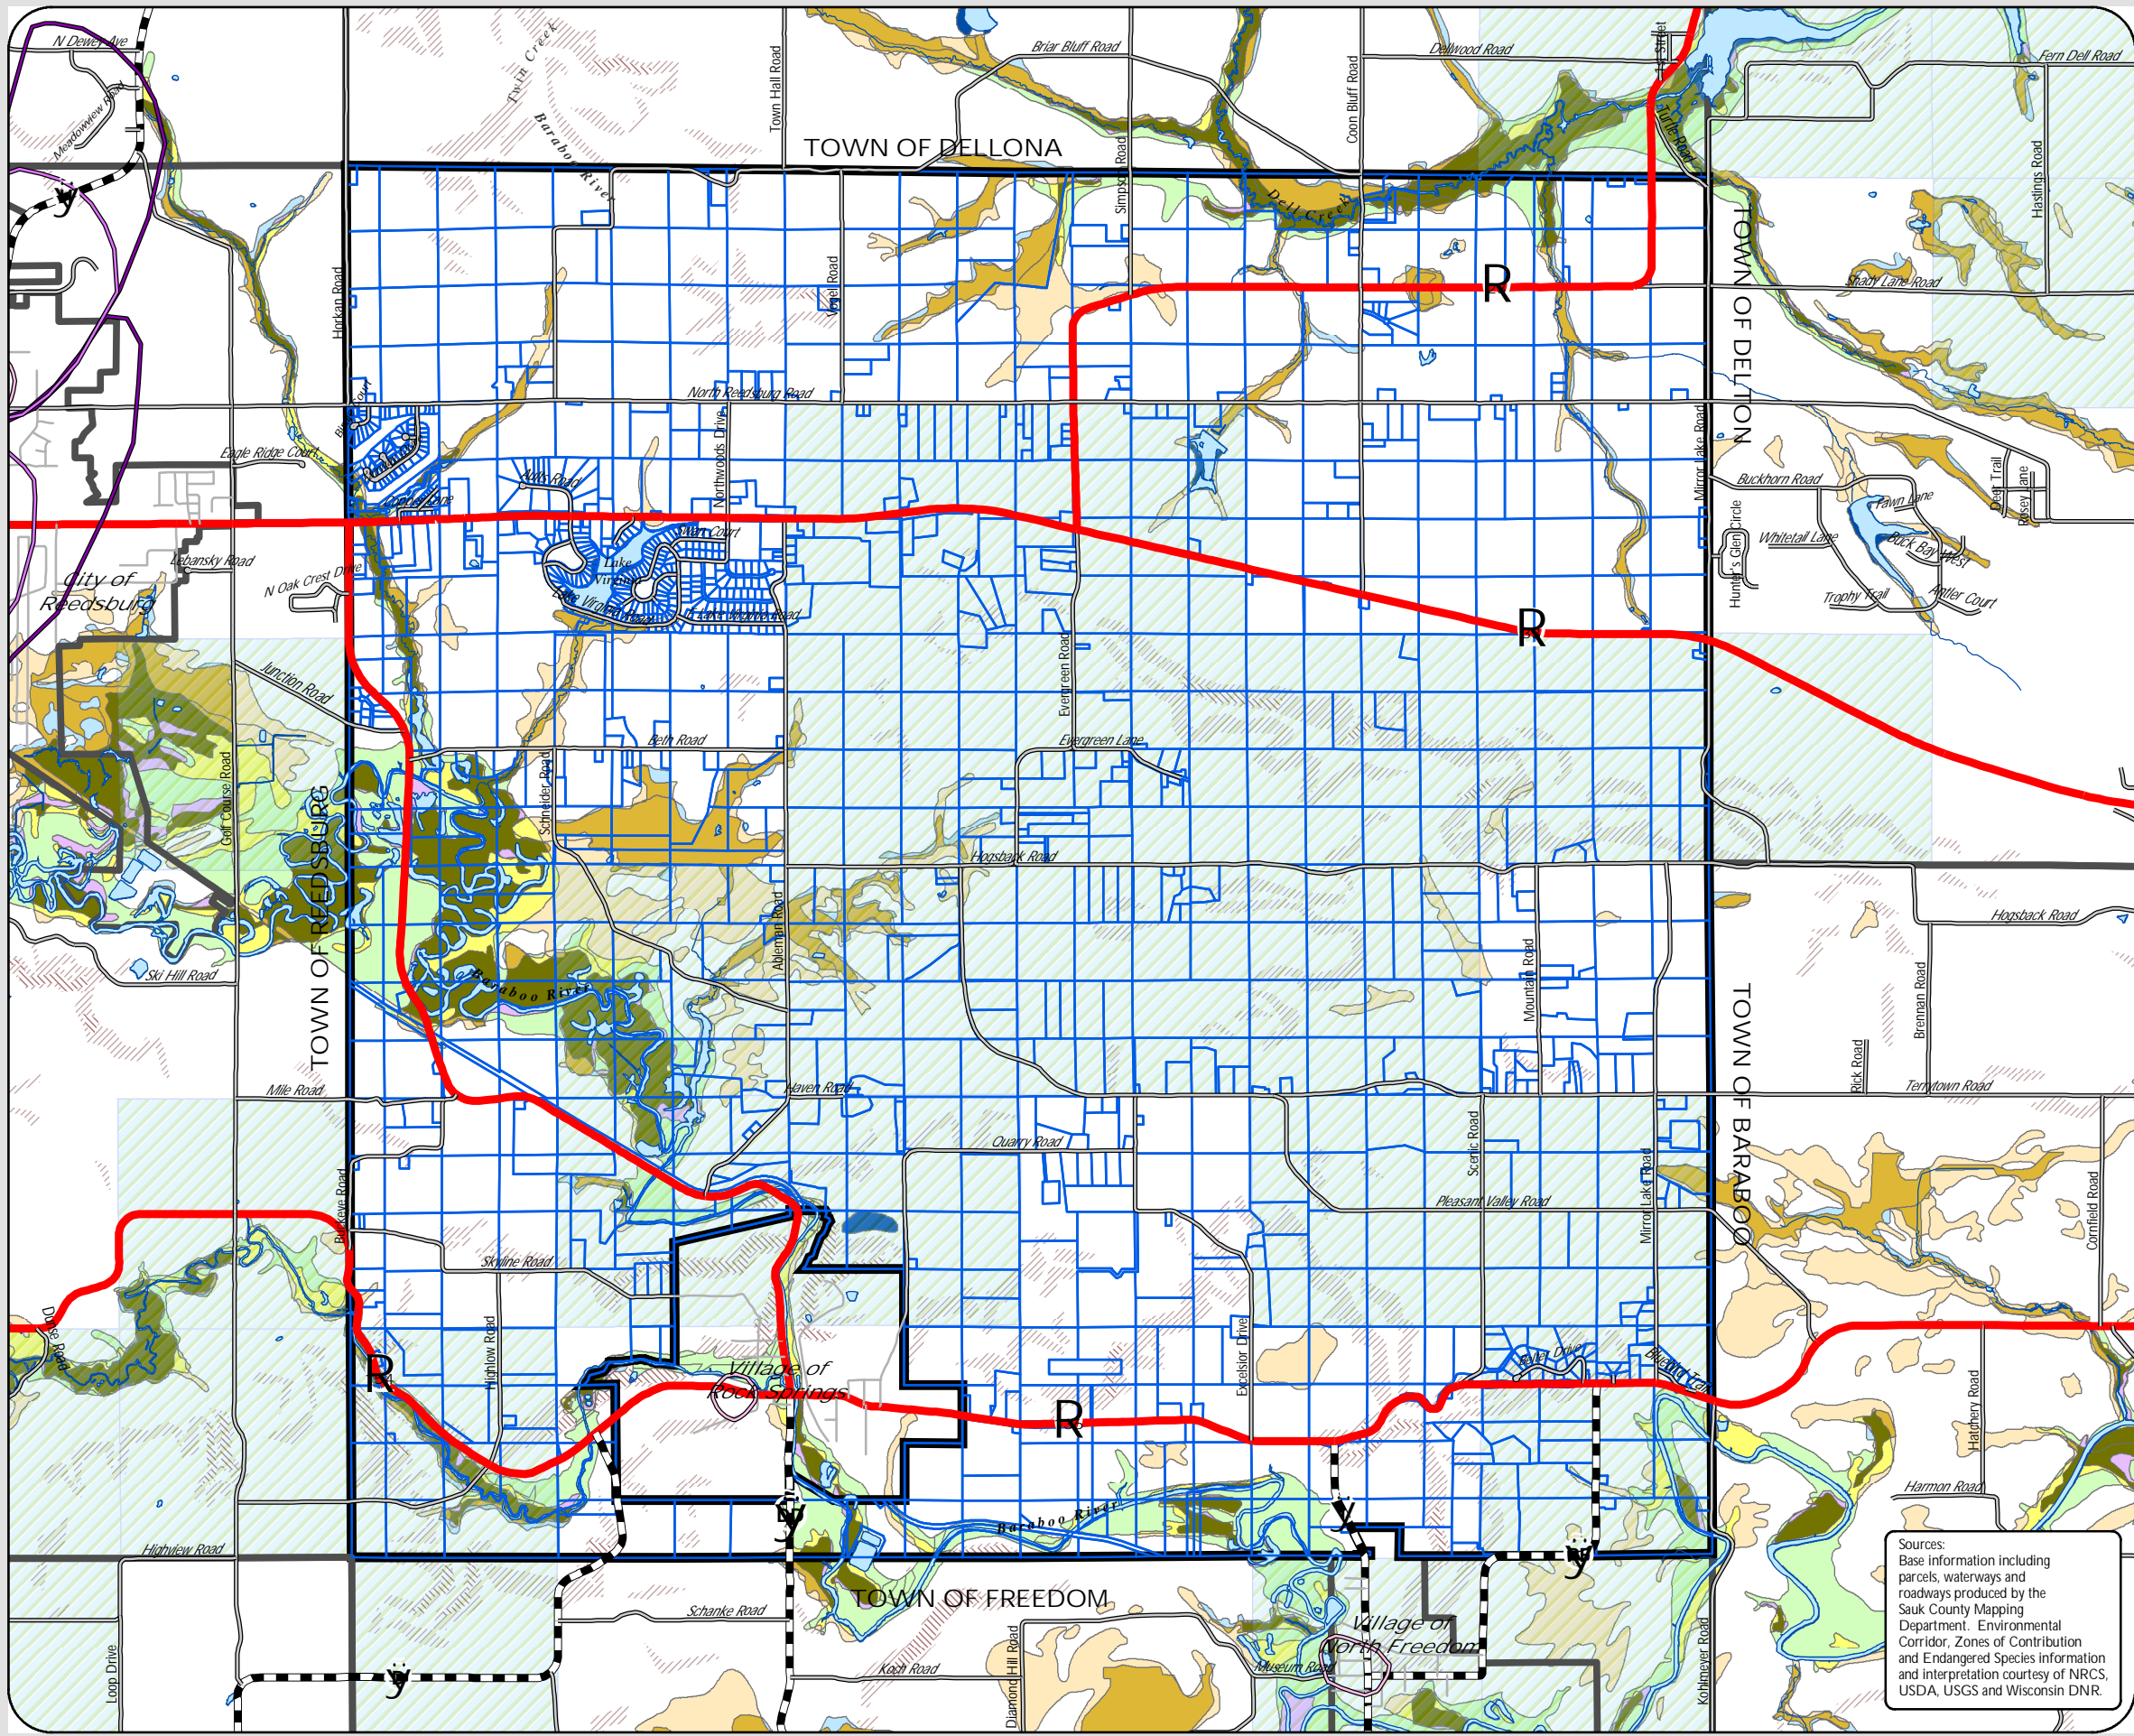 N Dewey Ave
Meadowview Road
Twin Creek
Baraboo River
Town Hall Road
Briar Bluff Road
Coon Bluff Road
Dellwood Road
Fern Dell Road
Turtle Road
Hastings Road
TOWN OF DELLONA
Simpson Road
Dell Creek
TOWN OF DELTON
Shady Lane Road
Horkan Road
Vogel Road
R
North Reedsburg Road
Northwoods Drive
Mirror Lake Road
Eagle Ridge Court
Buckhorn Road
Deer Trail
Rosey Lane
Fawn Lane
Hunter's Glen Circle
Whitetail Lane
Buck Bay West
Antler Court
Trophy Trail
Swan Court
Lake
Virginia
Lake Virginia Road
E Lake Virginia Road
Lebansky Road
N Oak Crest Drive
City of
Reedsburg
R
Junction Road
Evergreen Road
Beth Road
Evergreen Lane
Schneider Road
Golf Course Road
TOWN OF REEDSBURG
Hogsback Road
Ableman Road
Hogsback Road
Ski Hill Road
Baraboo River
Mountain Road
Brennan Road
TOWN OF BARABOO
Rick Road
Mile Road
Haven Road
Terrytown Road
Quarry Road
Scenic Road
Mirror Lake Road
Pleasant Valley Road
Cornfield Road
Buckeye Road
Skyline Road
Highlow Road
Excelsior Drive
Hatchery Road
R
Village of
Rock Springs
R
Harmon Road
Baraboo River
Highview Road
TOWN OF FREEDOM
Schanke Road
Loop Drive
Koch Road
Diamond Hill Road
Museum Road
Village of
North Freedom
Kohlmeyer Road
Sources:
Base information including
parcels, waterways and
roadways produced by the
Sauk County Mapping
Department. Environmental
Corridor, Zones of Contribution
and Endangered Species information
and interpretation courtesy of NRCS,
USDA, USGS and Wisconsin DNR.